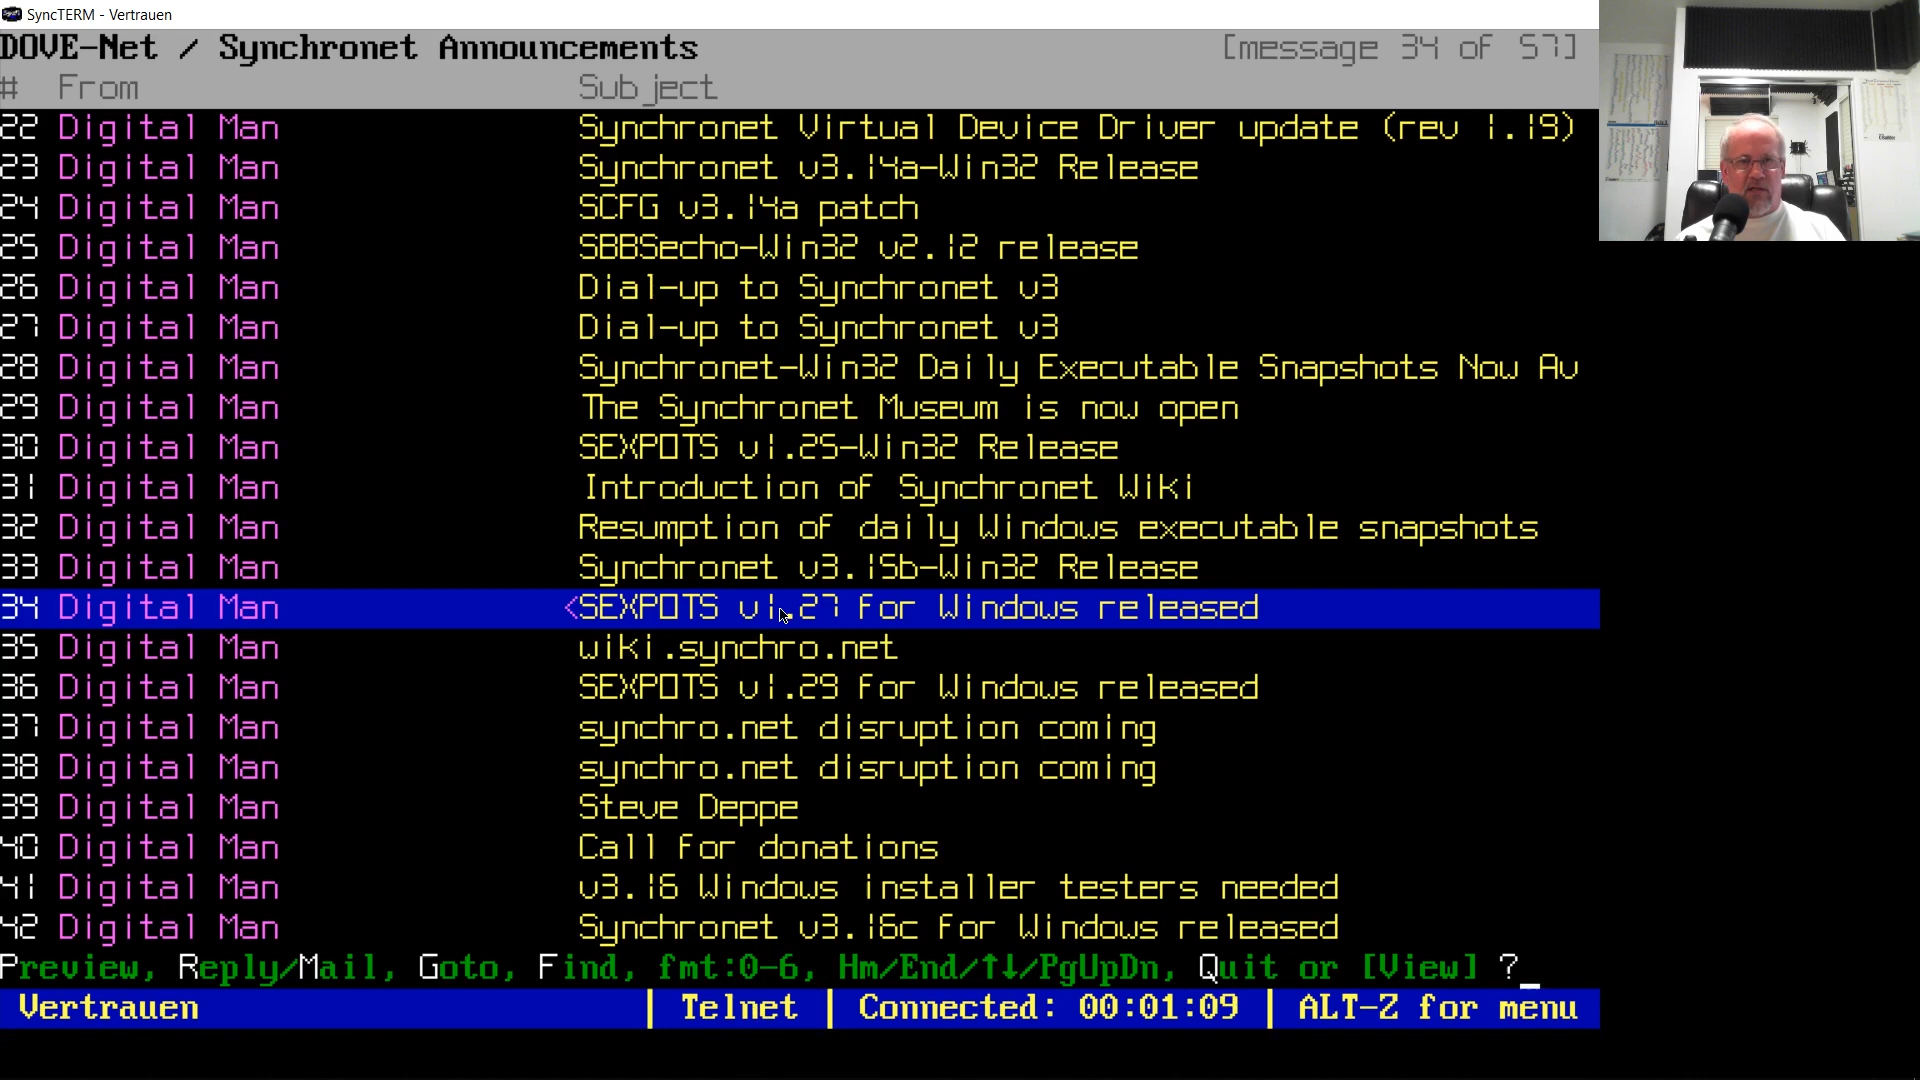 SyncTERM - Vertrauen
DOVE-Net / Synchronet Announcements [message 34 of 57]
# From Subject
22 Digital Man Synchronet Virtual Device Driver update (rev 1.19)
23 Digital Man Synchronet v3.14a-Win32 Release
24 Digital Man SCFG v3.14a patch
25 Digital Man SBBSecho-Win32 v2.12 release
26 Digital Man Dial-up to Synchronet v3
27 Digital Man Dial-up to Synchronet v3
28 Digital Man Synchronet-Win32 Daily Executable Snapshots Now Av
29 Digital Man The Synchronet Museum is now open
30 Digital Man SEXPOTS v1.25-Win32 Release
31 Digital Man Introduction of Synchronet Wiki
32 Digital Man Resumption of daily Windows executable snapshots
33 Digital Man Synchronet v3.15b-Win32 Release
34 Digital Man <SEXPOTS v1.27 for Windows released
35 Digital Man wiki.synchro.net
36 Digital Man SEXPOTS v1.29 for Windows released
37 Digital Man synchro.net disruption coming
38 Digital Man synchro.net disruption coming
39 Digital Man Steve Deppe
40 Digital Man Call for donations
41 Digital Man v3.16 Windows installer testers needed
42 Digital Man Synchronet v3.16c for Windows released
Preview, Reply/Mail, Goto, Find, fmt:0-6, Hm/End/↑↓/PgUpDn, Quit or [View] ?
Vertrauen | Telnet | Connected: 00:01:09 | ALT-Z for menu